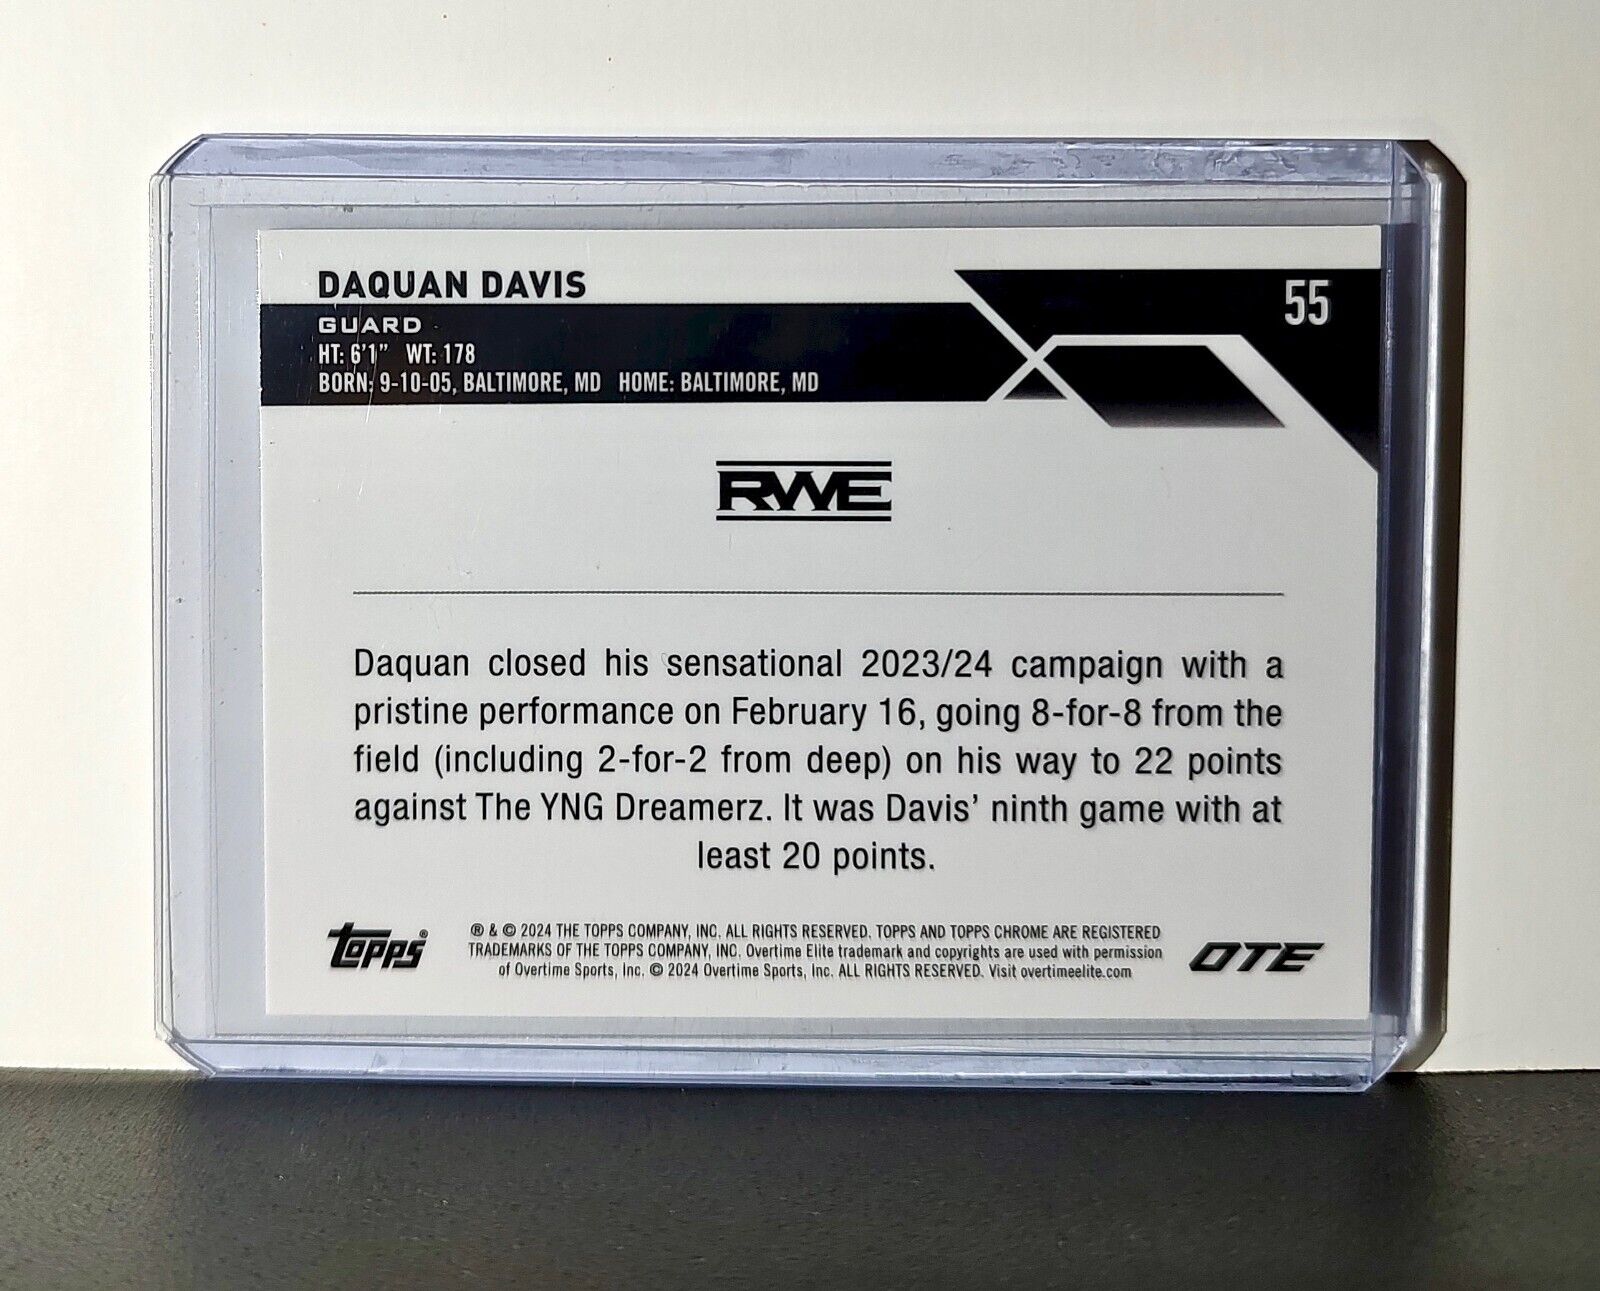 DAQUAN DAVIS
55
GUARD
HT: 6'1" WT: 178
BORN: 9-10-05, BALTIMORE, MD HOME: BALTIMORE, MD
RWE
Daquan closed his sensational 2023/24 campaign with a
pristine performance on February 16, going 8-for-8 from the
field (including 2-for-2 from deep) on his way to 22 points
against The YNG Dreamerz. It was Davis' ninth game with at
least 20 points.
topps®
® & © 2024 THE TOPPS COMPANY, INC. ALL RIGHTS RESERVED. TOPPS AND TOPPS CHROME ARE REGISTERED
TRADEMARKS OF THE TOPPS COMPANY, INC. Overtime Elite trademark and copyrights are used with permission
of Overtime Sports, Inc. © 2024 Overtime Sports, Inc. ALL RIGHTS RESERVED. Visit overtimeelite.com
OTE